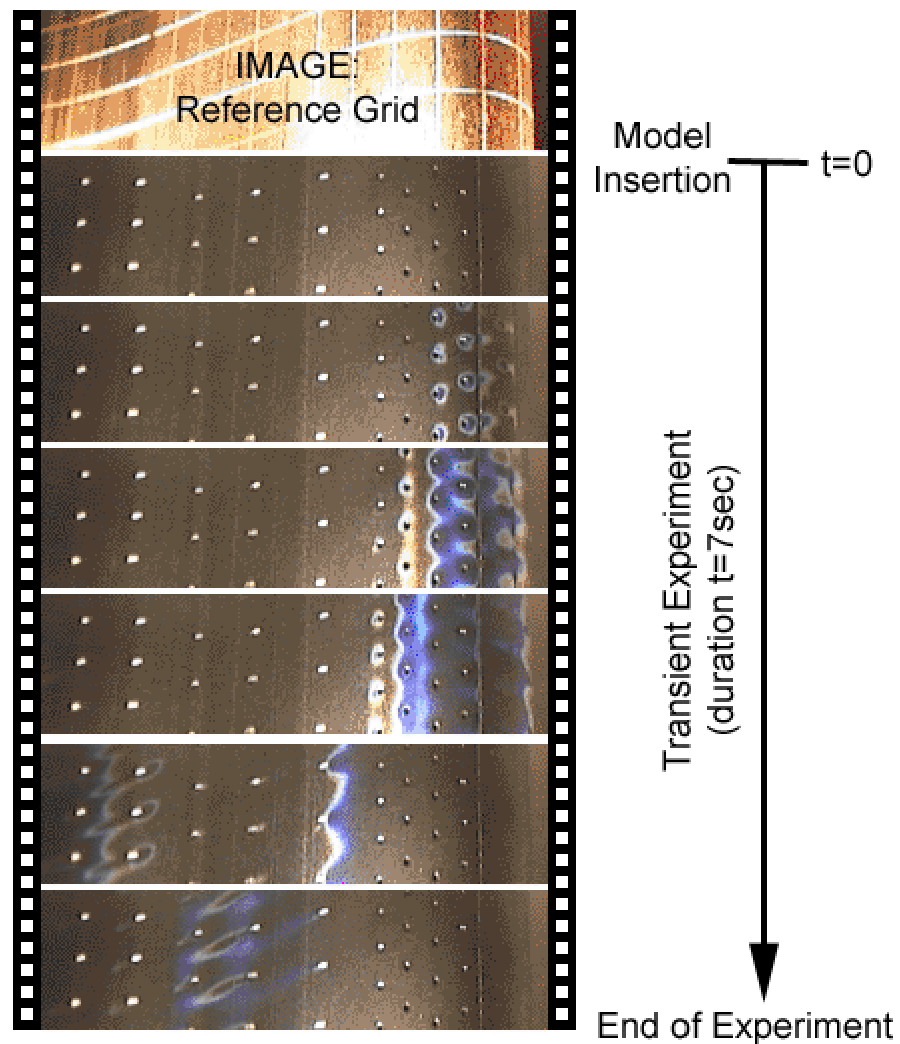 IMAGE:
Reference Grid
Model
Insertion
t=0
Transient Experiment
(duration t=7sec)
End of Experiment